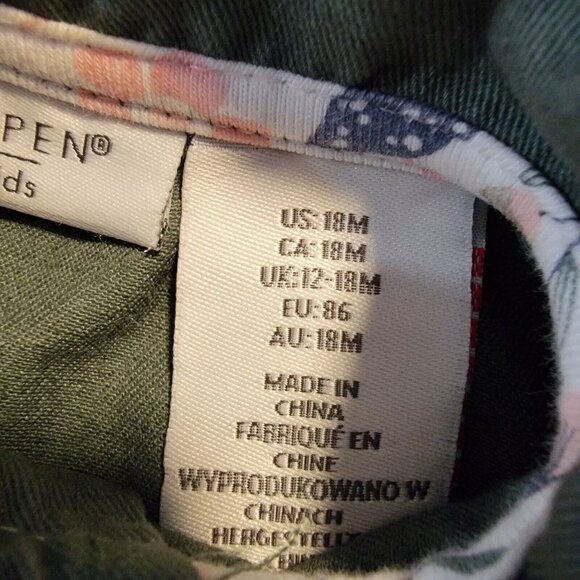 PEN®
ds
US: 18M
CA: 18M
UK: 12-18M
EU: 86
AU: 18M
MADE IN
CHINA
FABRIQUÉ EN
CHINE
WYPRODUKOWANO W
CHINACH
HERGESTELLT